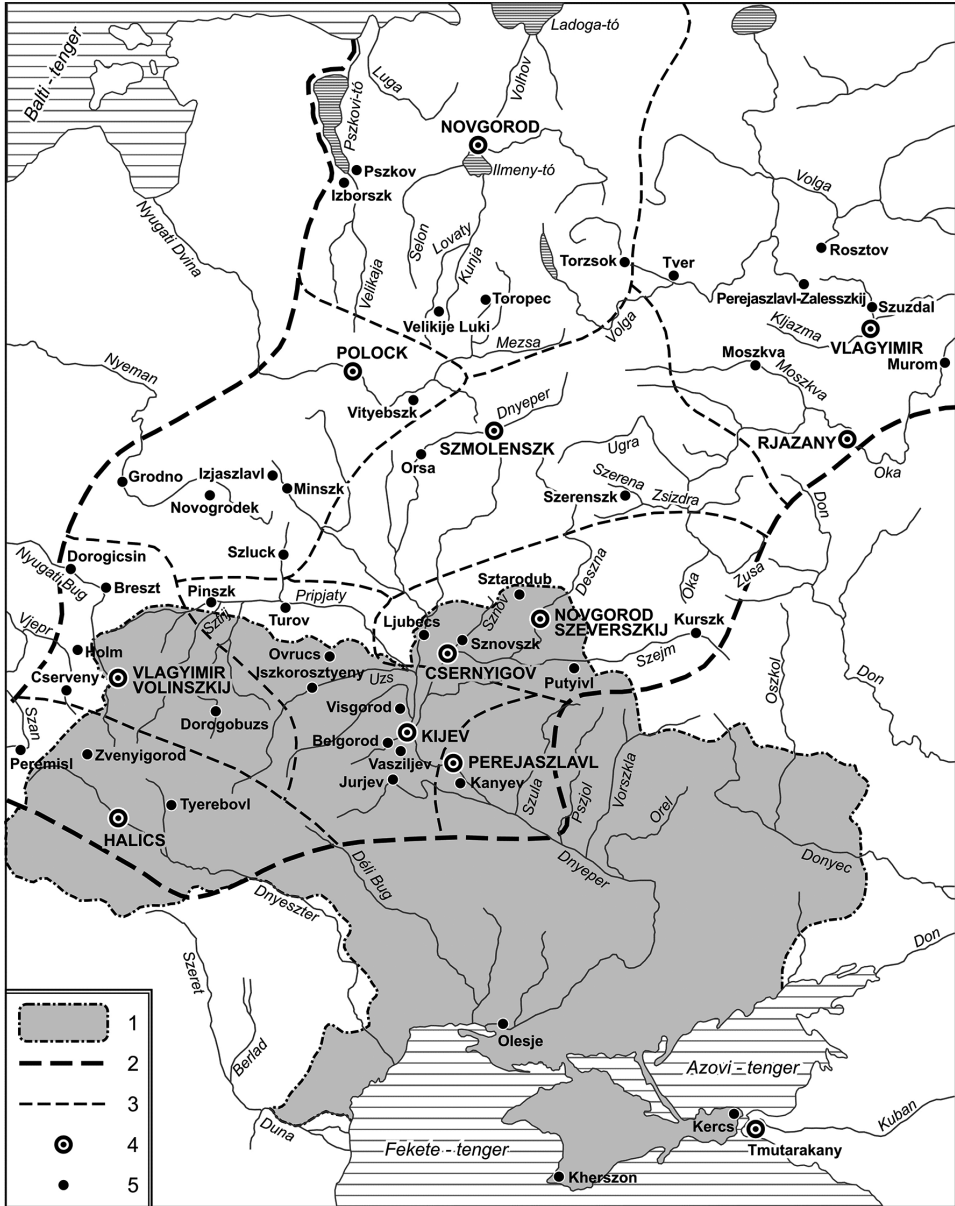 Balti - tenger
Ladoga-tó
Luga
Volhov
Pszkovi-tó
NOVGOROD
Ilmeny-tó
Pszkov
Izborszk
Volga
Nyugati Dvina
Selon
Lovaty
Kunja
Velikaja
Torzsok
Tver
Rosztov
Toropec
Velikije Luki
Perejaszlavl-Zalesszkij
Szuzdal
Kljazma
VLAGYIMIR
Volga
Mezsa
Nyeman
POLOCK
Moszkva
Moszkva
Murom
Vityebszk
Dnyeper
SZMOLENSZK
Orsa
Ugra
RJAZANY
Oka
Grodno
Izjaszlavl
Minszk
Novogrodek
Szerena
Szerenszk
Zsizdra
Don
Szluck
Dorogicsin
Nyugati Bug
Breszt
Pinszk
Sztrij
Pripjaty
Turov
Sztarodub
Deszna
Oka
Zusa
Ljubecs
Sznov
NOVGOROD
SZEVERSZKIJ
Kurszk
Vjepr
Holm
Ovrucs
Sznovszk
Szejm
CSERNYIGOV
Putyivl
Iszkorosztyeny
Uzs
VLAGYIMIR
VOLINSZKIJ
Cserveny
Oszkol
Don
Szan
Dorogobuzs
Visgorod
KIJEV
Belgorod
Vasziljev
PEREJASZLAVL
Peremisl
Zvenyigorod
Jurjev
Kanyev
Szula
Pszjol
Vorszkla
Orel
Tyerebovl
HALICS
Déli Bug
Dnyeper
Donyec
Dnyeszter
Don
Szeret
Berlad
Olesje
Azovi - tenger
Duna
Fekete - tenger
Kercs
Kuban
Tmutarakany
Kherszon
1
2
3
4
5